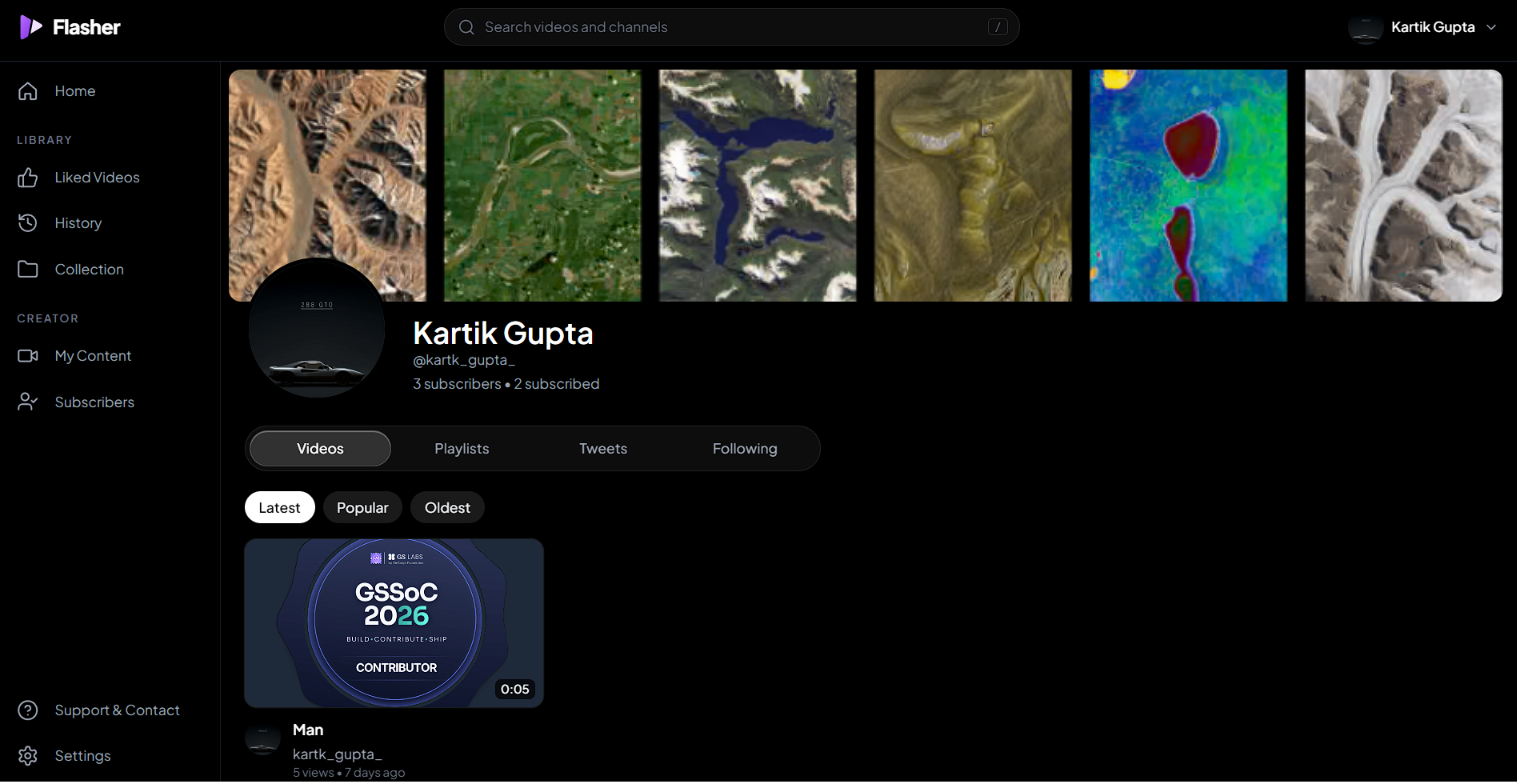 Flasher
Search videos and channels
/
Kartik Gupta
Home
LIBRARY
Liked Videos
History
Collection
CREATOR
My Content
Subscribers
Support & Contact
Settings
288 GTO
Kartik Gupta
@kartk_gupta_
3 subscribers • 2 subscribed
Videos Playlists Tweets Following
Latest Popular Oldest
GS LABS
GSSoC
2026
BUILD•CONTRIBUTE•SHIP
CONTRIBUTOR
0:05
Man
kartk_gupta_
5 views • 7 days ago